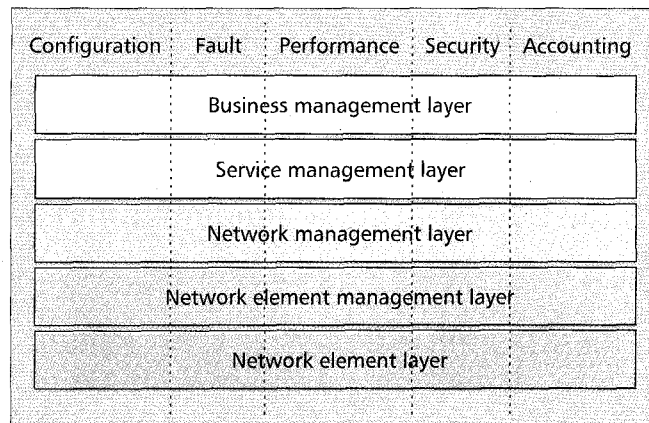 Configuration Fault Performance Security Accounting
Business management layer
Service management layer
Network management layer
Network element management layer
Network element layer